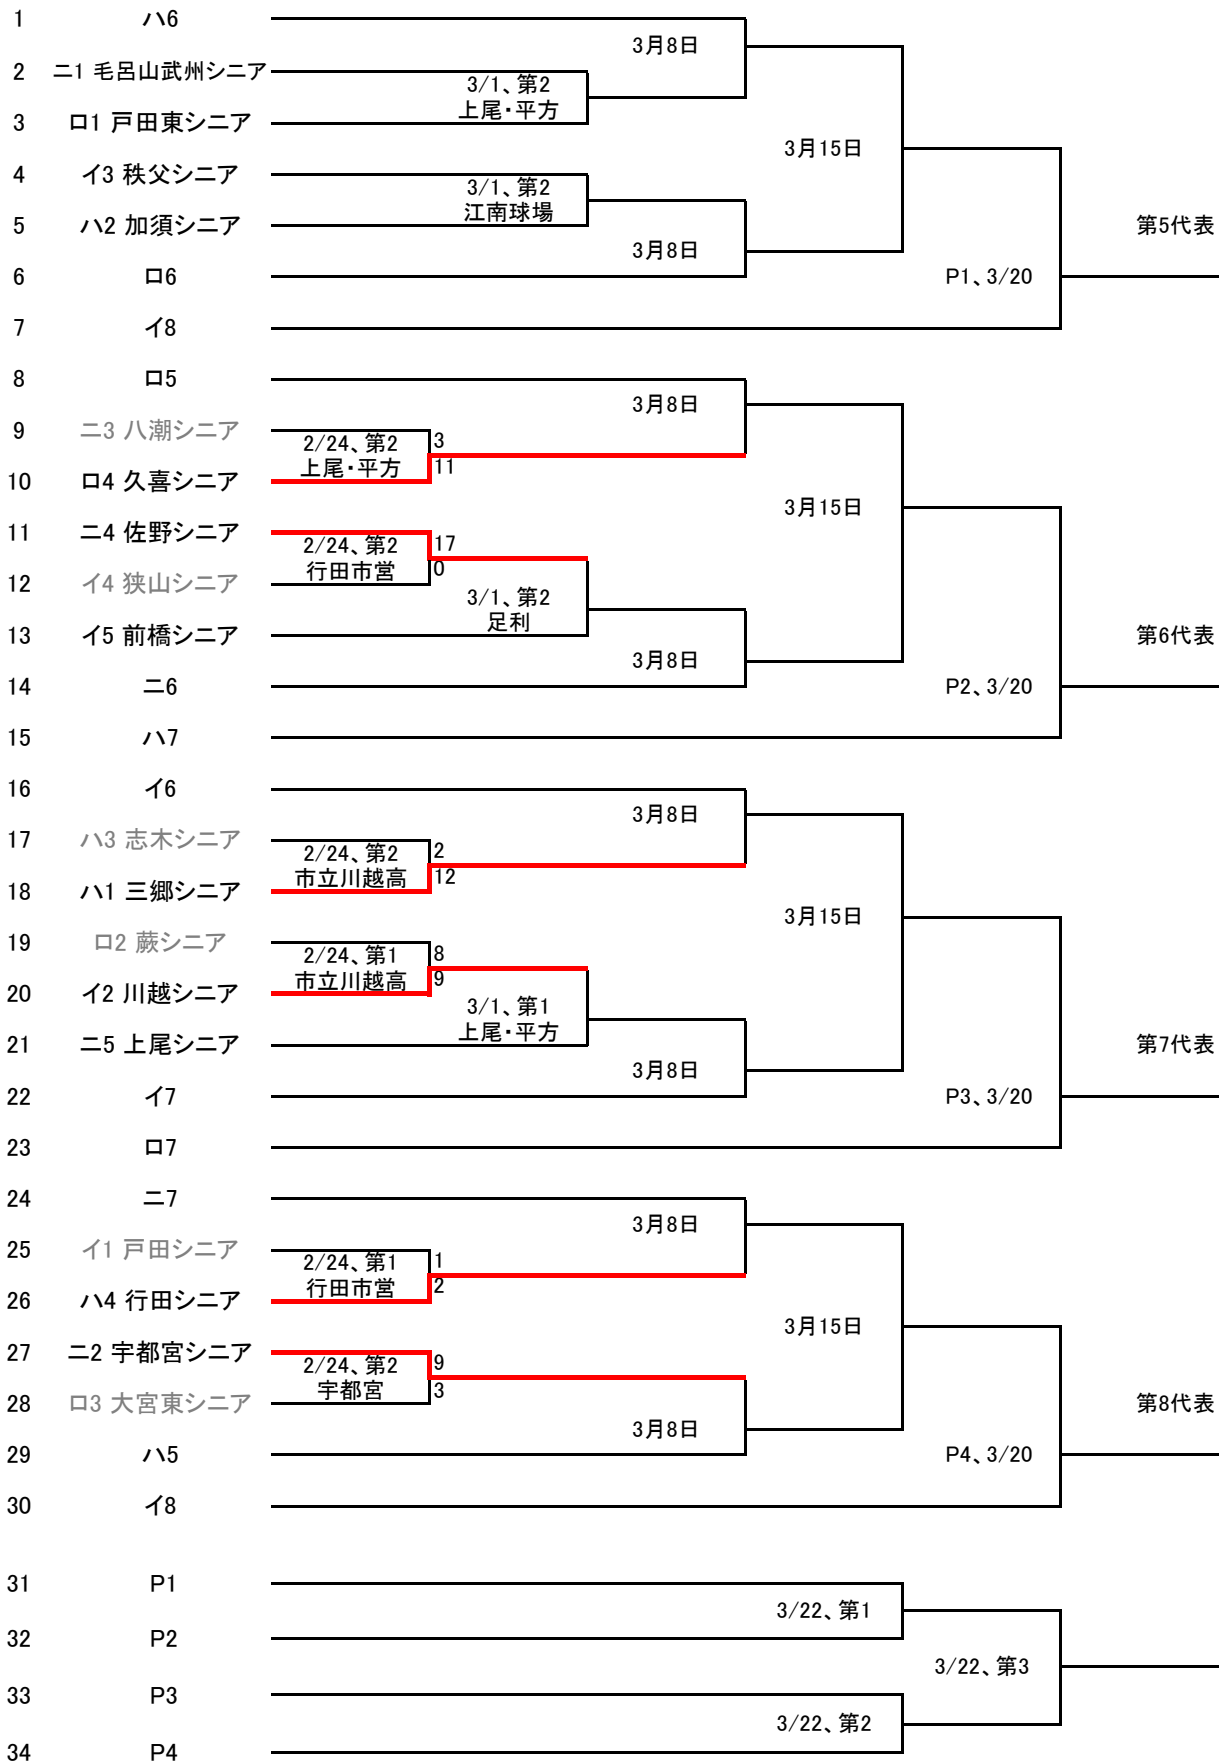 1 ハ6
3月8日
2 ニ1 毛呂山武州シニア
3/1、第2
上尾・平方
3 ロ1 戸田東シニア
3月15日
4 イ3 秩父シニア
3/1、第2
江南球場
5 ハ2 加須シニア
第5代表
3月8日
6 ロ6
P1、3/20
7 イ8
8 ロ5
3月8日
9 ニ3 八潮シニア
2/24、第2 3
上尾・平方 11
10 ロ4 久喜シニア
3月15日
11 ニ4 佐野シニア
2/24、第2 17
行田市営 0
12 イ4 狭山シニア
3/1、第2
足利
13 イ5 前橋シニア
第6代表
3月8日
14 ニ6
P2、3/20
15 ハ7
16 イ6
3月8日
17 ハ3 志木シニア
2/24、第2 2
市立川越高 12
18 ハ1 三郷シニア
3月15日
19 ロ2 蕨シニア
2/24、第1 8
市立川越高 9
20 イ2 川越シニア
3/1、第1
上尾・平方
21 ニ5 上尾シニア
第7代表
3月8日
22 イ7
P3、3/20
23 ロ7
24 ニ7
3月8日
25 イ1 戸田シニア
2/24、第1 1
行田市営 2
26 ハ4 行田シニア
3月15日
27 ニ2 宇都宮シニア
2/24、第2 9
宇都宮 3
28 ロ3 大宮東シニア
第8代表
3月8日
29 ハ5
P4、3/20
30 イ8
31 P1
3/22、第1
32 P2
3/22、第3
33 P3
3/22、第2
34 P4